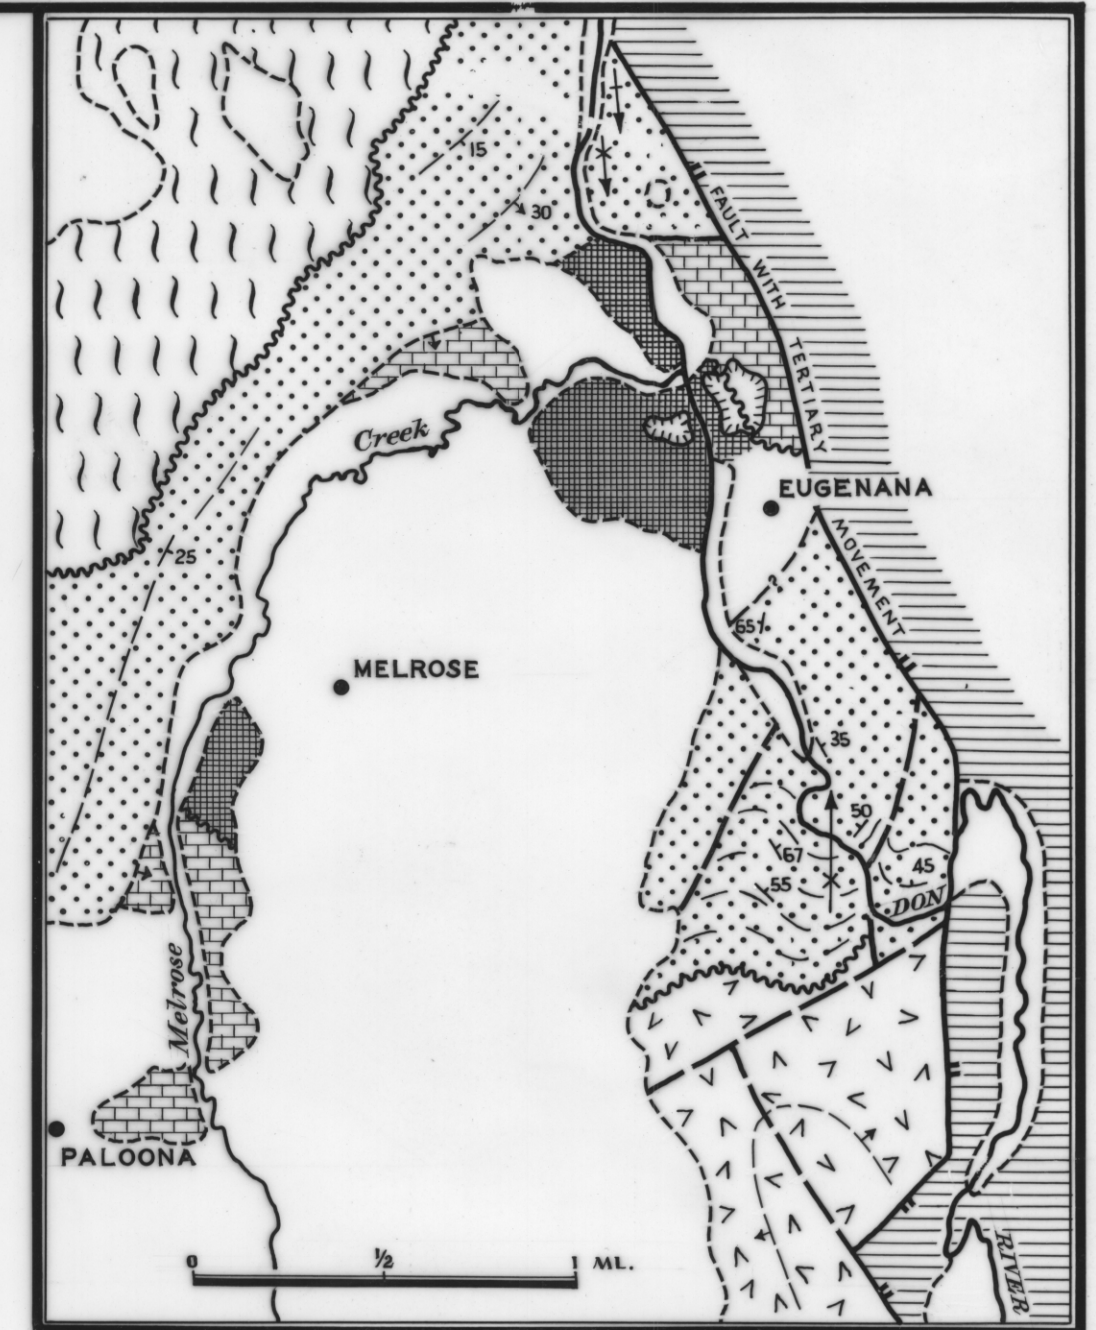 15
30
FAULT WITH TERTIARY MOVEMENT
Creek
EUGENANA
25
?
65
MELROSE
35
50
67
55
45
DON
Melrose
PALOONA
0 ½ 1 ML.
RIVER